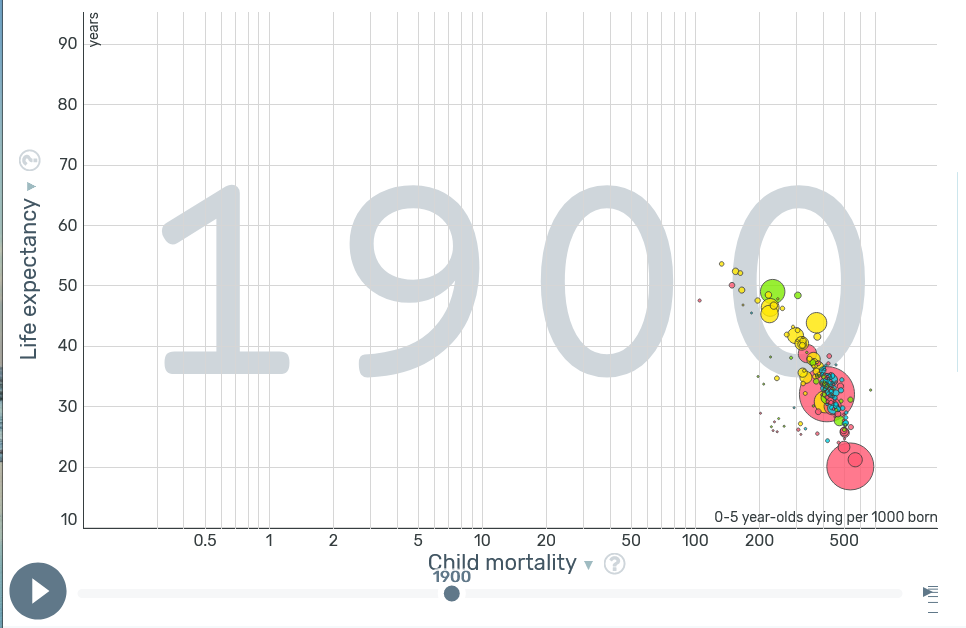 years
90
80
70
60
50
40
30
20
10
Life expectancy ▼ ?
1900
0-5 year-olds dying per 1000 born
0.5 1 2 5 10 20 50 100 200 500
Child mortality ▼ ?
1900